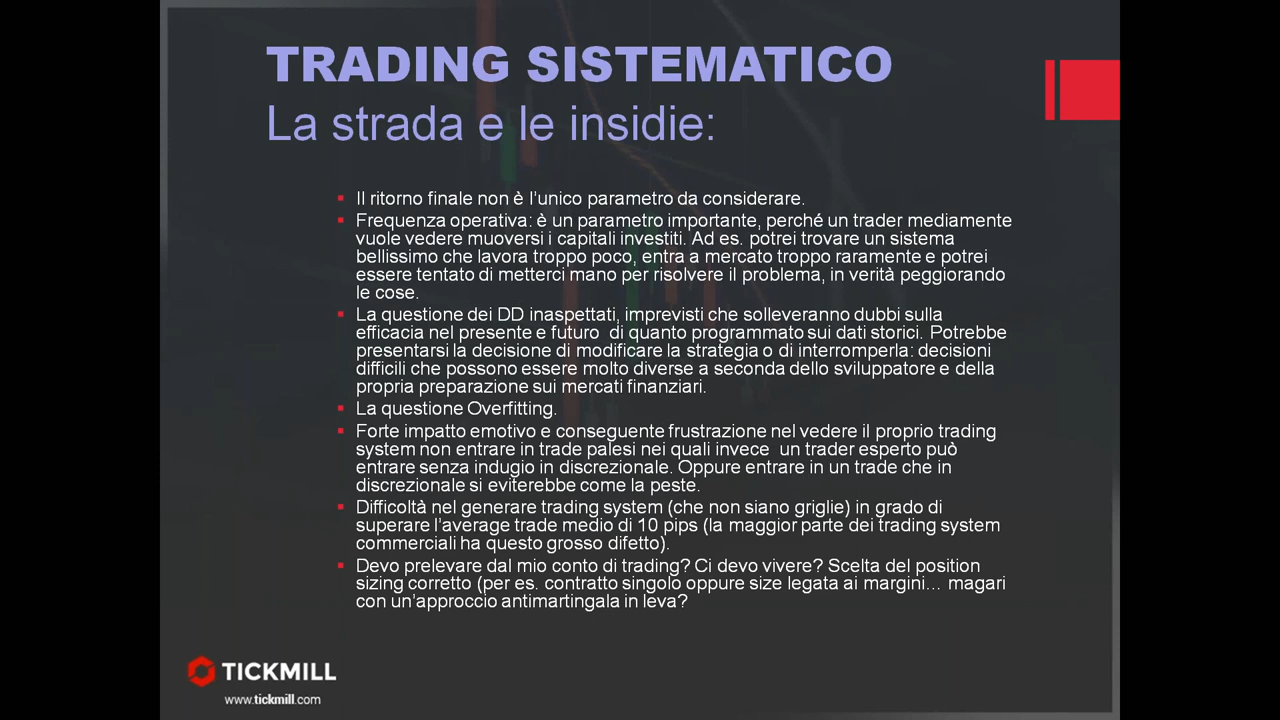 TRADING SISTEMATICO
La strada e le insidie:
▪ Il ritorno finale non è l'unico parametro da considerare.
▪ Frequenza operativa: è un parametro importante, perché un trader mediamente
vuole vedere muoversi i capitali investiti. Ad es. potrei trovare un sistema
bellissimo che lavora troppo poco, entra a mercato troppo raramente e potrei
essere tentato di metterci mano per risolvere il problema, in verità peggiorando
le cose.
▪ La questione dei DD inaspettati, imprevisti che solleveranno dubbi sulla
efficacia nel presente e futuro di quanto programmato sui dati storici. Potrebbe
presentarsi la decisione di modificare la strategia o di interromperla: decisioni
difficili che possono essere molto diverse a seconda dello sviluppatore e della
propria preparazione sui mercati finanziari.
▪ La questione Overfitting.
▪ Forte impatto emotivo e conseguente frustrazione nel vedere il proprio trading
system non entrare in trade palesi nei quali invece un trader esperto può
entrare senza indugio in discrezionale. Oppure entrare in un trade che in
discrezionale si eviterebbe come la peste.
▪ Difficoltà nel generare trading system (che non siano griglie) in grado di
superare l'average trade medio di 10 pips (la maggior parte dei trading system
commerciali ha questo grosso difetto).
▪ Devo prelevare dal mio conto di trading? Ci devo vivere? Scelta del position
sizing corretto (per es. contratto singolo oppure size legata ai margini... magari
con un'approccio antimartingala in leva?
TICKMILL
www.tickmill.com